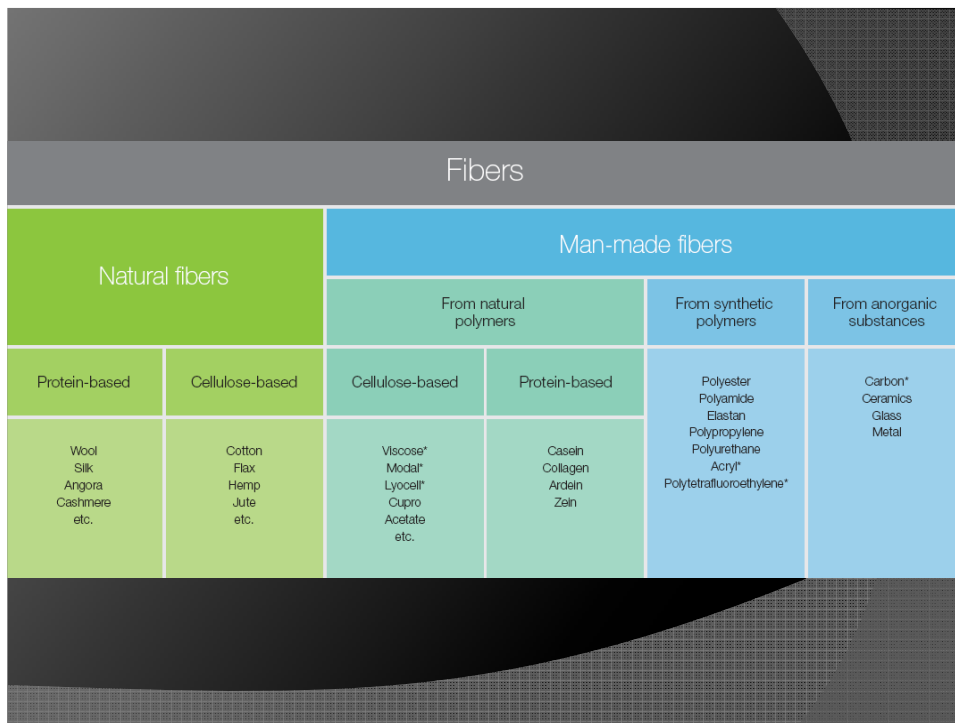 Fibers
Natural fibers
Man-made fibers
From natural
polymers
From synthetic
polymers
From anorganic
substances
Protein-based
Cellulose-based
Cellulose-based
Protein-based
Wool
Silk
Angora
Cashmere
etc.
Cotton
Flax
Hemp
Jute
etc.
Viscose*
Modal*
Lyocell*
Cupro
Acetate
etc.
Casein
Collagen
Ardein
Zein
Polyester
Polyamide
Elastan
Polypropylene
Polyurethane
Acryl*
Polytetrafluoroethylene*
Carbon*
Ceramics
Glass
Metal